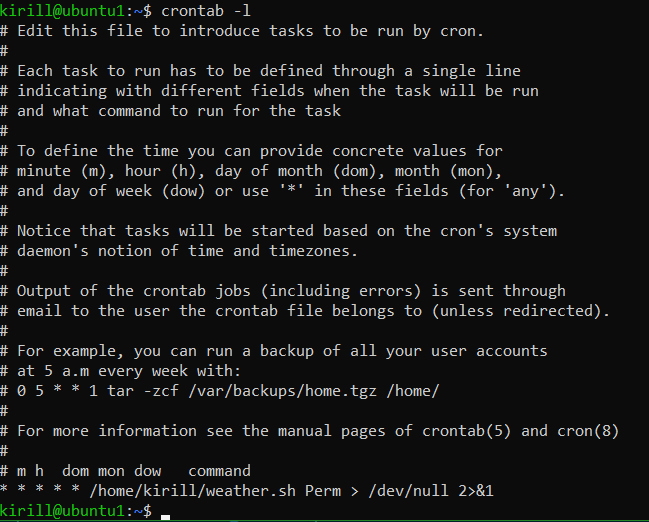 kirill@ubuntu1:~$ crontab -l
# Edit this file to introduce tasks to be run by cron.
#
# Each task to run has to be defined through a single line
# indicating with different fields when the task will be run
# and what command to run for the task
#
# To define the time you can provide concrete values for
# minute (m), hour (h), day of month (dom), month (mon),
# and day of week (dow) or use '*' in these fields (for 'any').
#
# Notice that tasks will be started based on the cron's system
# daemon's notion of time and timezones.
#
# Output of the crontab jobs (including errors) is sent through
# email to the user the crontab file belongs to (unless redirected).
#
# For example, you can run a backup of all your user accounts
# at 5 a.m every week with:
# 0 5 * * 1 tar -zcf /var/backups/home.tgz /home/
#
# For more information see the manual pages of crontab(5) and cron(8)
#
# m h  dom mon dow   command
* * * * * /home/kirill/weather.sh Perm > /dev/null 2>&1
kirill@ubuntu1:~$